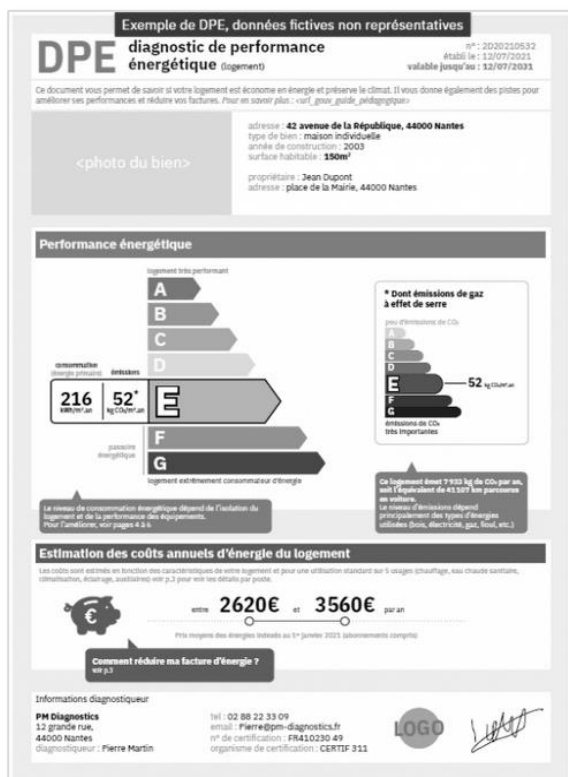 Exemple de DPE, données fictives non représentatives
DPE diagnostic de performance énergétique (logement)
n° : 2D20210532
établi le : 12/07/2021
valable jusqu'au : 12/07/2031
Ce document vous permet de savoir si votre logement est économe en énergie et préserve le climat. Il vous donne également des pistes pour
améliorer ses performances et réduire vos factures. Pour en savoir plus : <url_gouv_guide_pédagogique>
<photo du bien>
adresse : 42 avenue de la République, 44000 Nantes
type de bien : maison individuelle
année de construction : 2003
surface habitable : 150m²
propriétaire : Jean Dupont
adresse : place de la Mairie, 44000 Nantes
Performance énergétique
logement très performant
A
B
C
D
consommation
(énergie primaire)
émissions
216
kWh/m².an
52*
kg CO₂/m².an
E
F
G
passoire
énergétique
logement extrêmement consommateur d'énergie
Le niveau de consommation énergétique dépend de l'isolation du
logement et de la performance des équipements.
Pour l'améliorer, voir pages 4 à 6
* Dont émissions de gaz
à effet de serre
peu d'émissions de CO₂
A
B
C
D
E
52 kg CO₂/m².an
F
G
émissions de CO₂
très importantes
Ce logement émet 7 933 kg de CO₂ par an,
soit l'équivalent de 41 107 km parcourus
en voiture.
Le niveau d'émissions dépend
principalement des types d'énergies
utilisées (bois, électricité, gaz, fioul, etc.)
Estimation des coûts annuels d'énergie du logement
Les coûts sont estimés en fonction des caractéristiques de votre logement et pour une utilisation standard sur 5 usages (chauffage, eau chaude sanitaire,
climatisation, éclairage, auxiliaires) voir p.3 pour voir les détails par poste.
€
entre 2620€ et 3560€ par an
Prix moyens des énergies indexés au 1er janvier 2021 (abonnements compris)
Comment réduire ma facture d'énergie ?
voir p.3
Informations diagnostiqueur
PM Diagnostics
12 grande rue,
44000 Nantes
diagnostiqueur : Pierre Martin
tel : 02 88 22 33 09
email : Pierre@pm-diagnostics.fr
n° de certification : FR410230 49
organisme de certification : CERTIF 311
LOGO